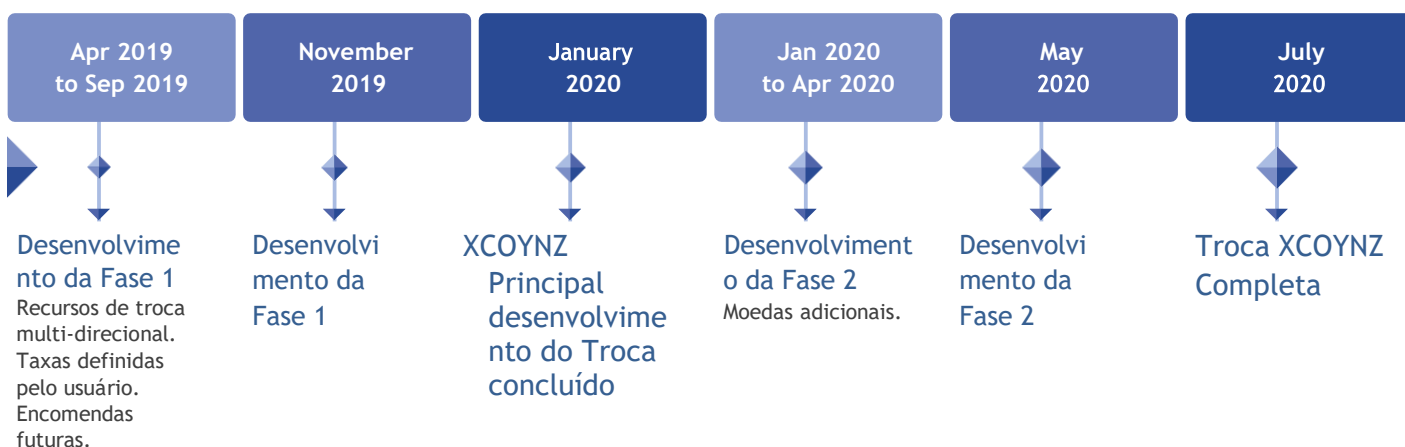 Apr 2019
to Sep 2019
November
2019
January
2020
Jan 2020
to Apr 2020
May
2020
July
2020
Desenvolvime
nto da Fase 1
Recursos de troca
multi-direcional.
Taxas definidas
pelo usuário.
Encomendas
futuras.
Desenvolvi
mento da
Fase 1
XCOYNZ
Principal
desenvolvime
nto do Troca
concluído
Desenvolviment
o da Fase 2
Moedas adicionais.
Desenvolvi
mento da
Fase 2
Troca XCOYNZ
Completa